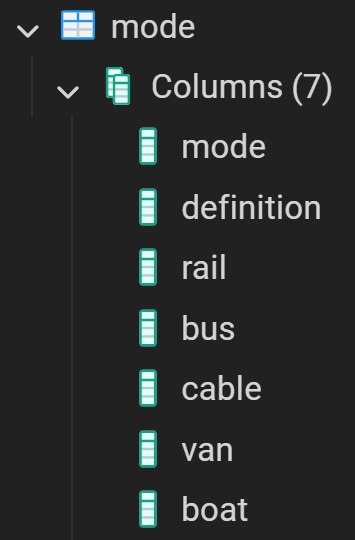 mode
Columns (7)
mode
definition
rail
bus
cable
van
boat